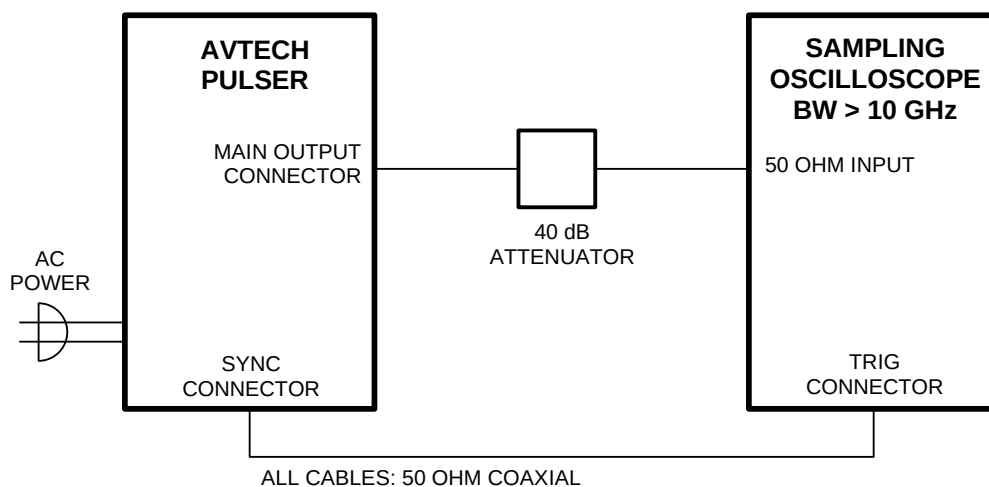 AVTECH
PULSER
SAMPLING
OSCILLOSCOPE
BW > 10 GHz
MAIN OUTPUT
CONNECTOR
50 OHM INPUT
40 dB
ATTENUATOR
AC
POWER
SYNC
CONNECTOR
TRIG
CONNECTOR
ALL CABLES: 50 OHM COAXIAL